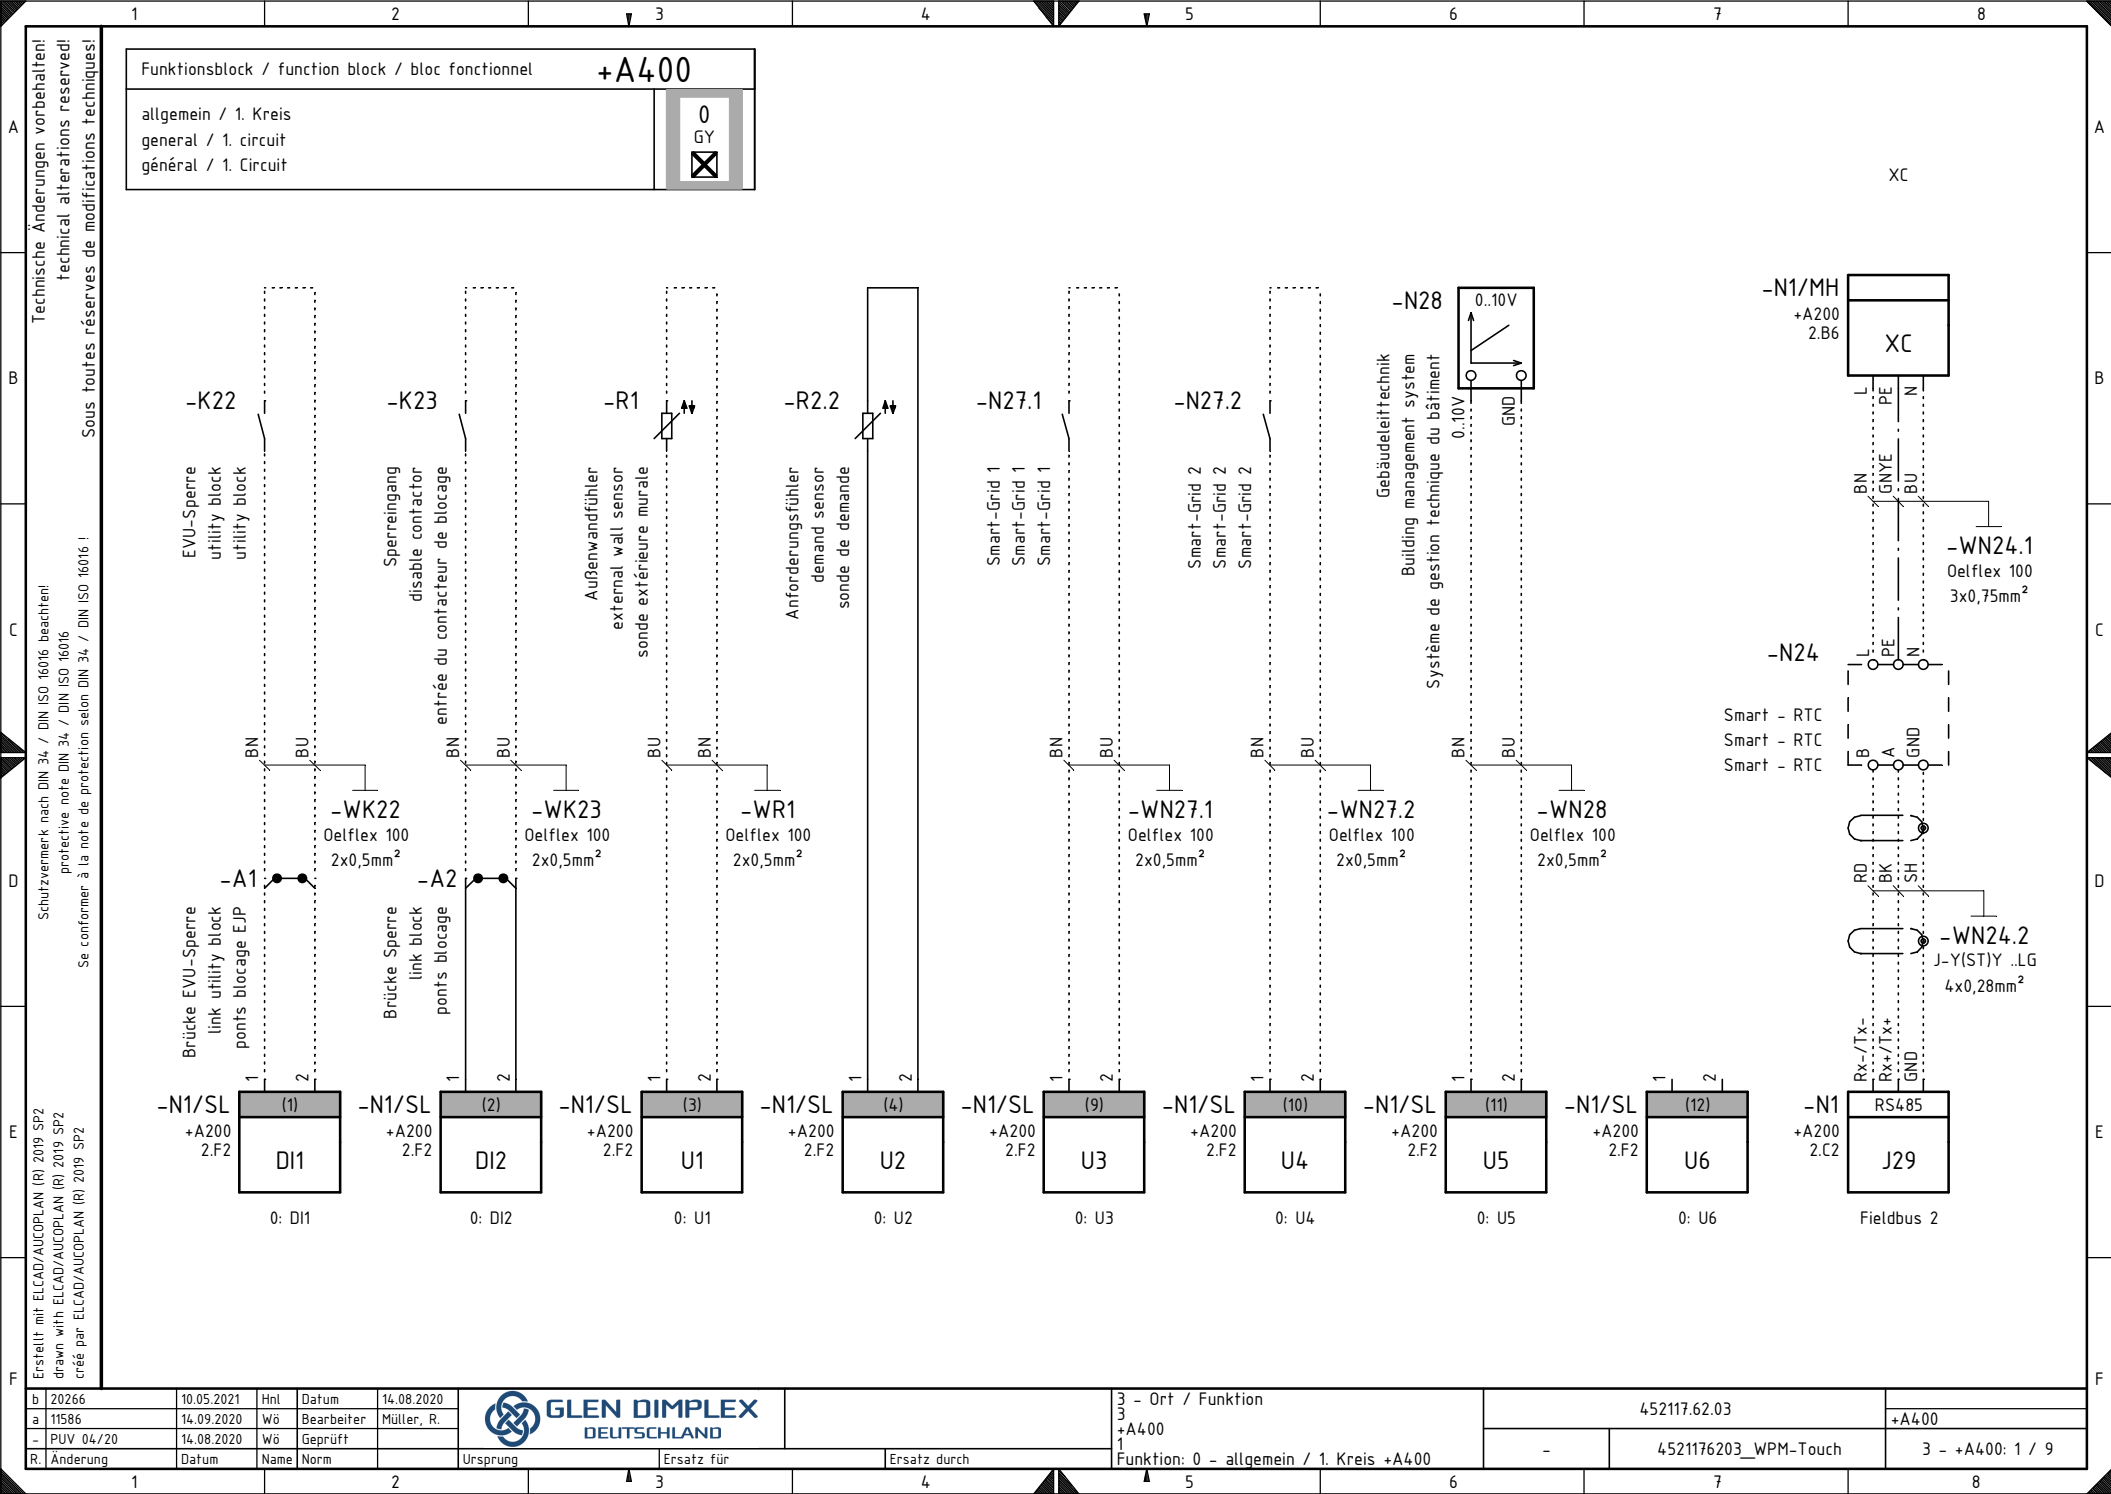 1 2 3 4 5 6 7 8
A
B
C
D
E
F
Technische Änderungen vorbehalten!
technical alterations reserved!
Sous toutes réserves de modifications techniques!
Schutzvermerk nach DIN 34 / DIN ISO 16016 beachten!
protective note DIN 34 / DIN ISO 16016
Se conformer à la note de protection selon DIN 34 / DIN ISO 16016 !
Erstellt mit ELCAD/AUCOPLAN (R) 2019 SP2
drawn with ELCAD/AUCOPLAN (R) 2019 SP2
créé par ELCAD/AUCOPLAN (R) 2019 SP2
Funktionsblock / function block / bloc fonctionnel +A400
allgemein / 1. Kreis
general / 1. circuit
général / 1. Circuit
0
GY
-K22
EVU-Sperre
utility block
utility block
BN BU
-WK22
Oelflex 100
2x0,5mm²
-A1
Brücke EVU-Sperre
link utility block
ponts blocage EJP
1 2
-N1/SL (1)
+A200
2.F2
DI1
0: DI1
-K23
Sperreingang
disable contactor
entrée du contacteur de blocage
BN BU
-WK23
Oelflex 100
2x0,5mm²
-A2
Brücke Sperre
link block
ponts blocage
1 2
-N1/SL (2)
+A200
2.F2
DI2
0: DI2
-R1
Außenwandfühler
external wall sensor
sonde extérieure murale
BU BN
-WR1
Oelflex 100
2x0,5mm²
1 2
-N1/SL (3)
+A200
2.F2
U1
0: U1
-R2.2
Anforderungsfühler
demand sensor
sonde de demande
1 2
-N1/SL (4)
+A200
2.F2
U2
0: U2
-N27.1
Smart-Grid 1
Smart-Grid 1
Smart-Grid 1
BN BU
-WN27.1
Oelflex 100
2x0,5mm²
1 2
-N1/SL (9)
+A200
2.F2
U3
0: U3
-N27.2
Smart-Grid 2
Smart-Grid 2
Smart-Grid 2
BN BU
-WN27.2
Oelflex 100
2x0,5mm²
1 2
-N1/SL (10)
+A200
2.F2
U4
0: U4
-N28
0..10V
0..10V GND
Gebäudeleittechnik
Building management system
Système de gestion technique du bâtiment
BN BU
-WN28
Oelflex 100
2x0,5mm²
1 2
-N1/SL (11)
+A200
2.F2
U5
0: U5
1 2
-N1/SL (12)
+A200
2.F2
U6
0: U6
XC
-N1/MH
+A200
2.B6
XC
L PE N
BN GNYE BU
-WN24.1
Oelflex 100
3x0,75mm²
-N24
L PE N
Smart - RTC
Smart - RTC
Smart - RTC
B A GND
RD BK SH
-WN24.2
J-Y(ST)Y ..LG
4x0,28mm²
Rx-/Tx- Rx+/Tx+ GND
-N1 RS485
+A200
2.C2
J29
Fieldbus 2
b 20266 10.05.2021 Hnl Datum 14.08.2020
a 11586 14.09.2020 Wö Bearbeiter Müller, R.
- PUV 04/20 14.08.2020 Wö Geprüft
R. Änderung Datum Name Norm
GLEN DIMPLEX
DEUTSCHLAND
Ursprung Ersatz für Ersatz durch
3 - Ort / Funktion
3
+A400
1
Funktion: 0 - allgemein / 1. Kreis +A400
452117.62.03
+A400
- 4521176203_WPM-Touch 3 - +A400: 1 / 9
A
B
C
D
E
F
1 2 3 4 5 6 7 8